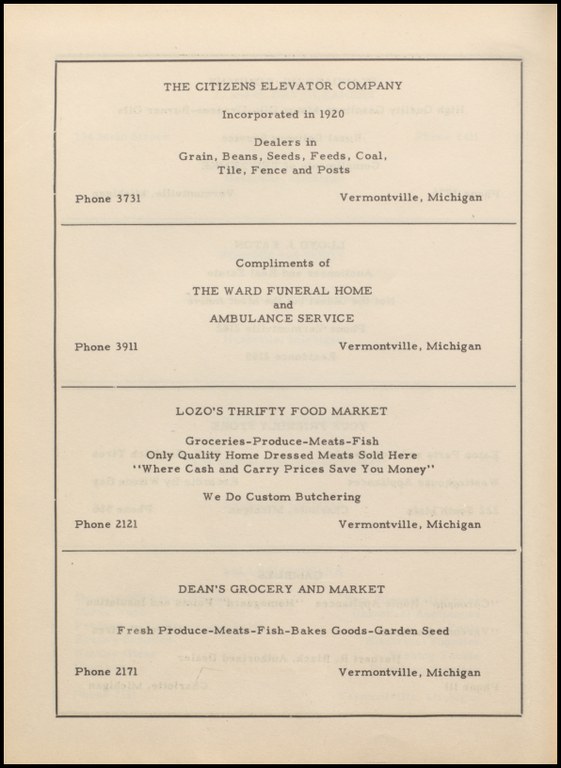 THE CITIZENS ELEVATOR COMPANY
Incorporated in 1920
Dealers in
Grain, Beans, Seeds, Feeds, Coal,
Tile, Fence and Posts
Phone 3731 Vermontville, Michigan
Compliments of
THE WARD FUNERAL HOME
and
AMBULANCE SERVICE
Phone 3911 Vermontville, Michigan
LOZO'S THRIFTY FOOD MARKET
Groceries-Produce-Meats-Fish
Only Quality Home Dressed Meats Sold Here
"Where Cash and Carry Prices Save You Money"
We Do Custom Butchering
Phone 2121 Vermontville, Michigan
DEAN'S GROCERY AND MARKET
Fresh Produce-Meats-Fish-Bakes Goods-Garden Seed
Phone 2171 Vermontville, Michigan